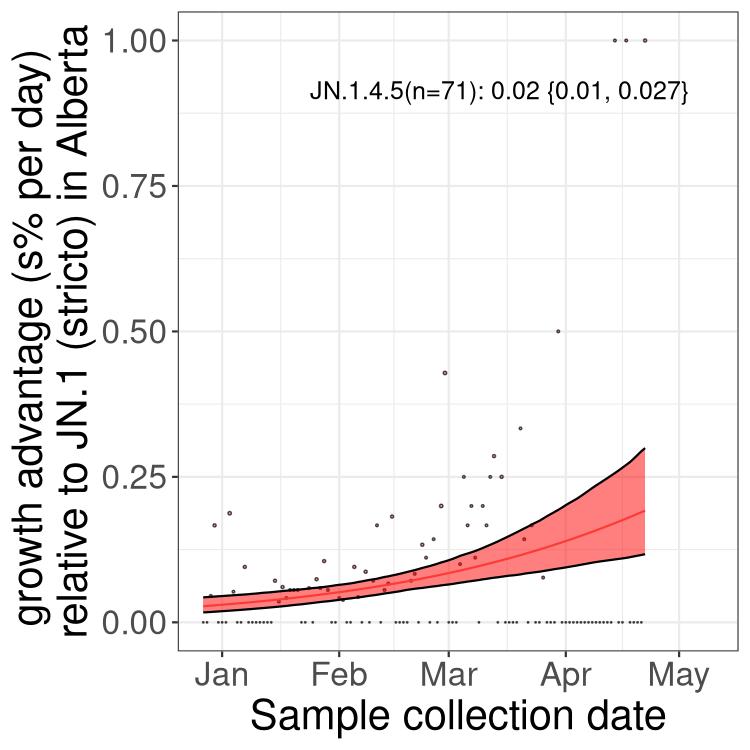 growth advantage (s% per day)
relative to JN.1 (stricto) in Alberta
1.00
0.75
0.50
0.25
0.00
JN.1.4.5(n=71): 0.02 {0.01, 0.027}
Jan Feb Mar Apr May
Sample collection date